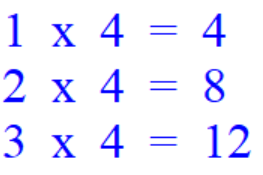 1 x 4 = 4
2 x 4 = 8
3 x 4 = 12